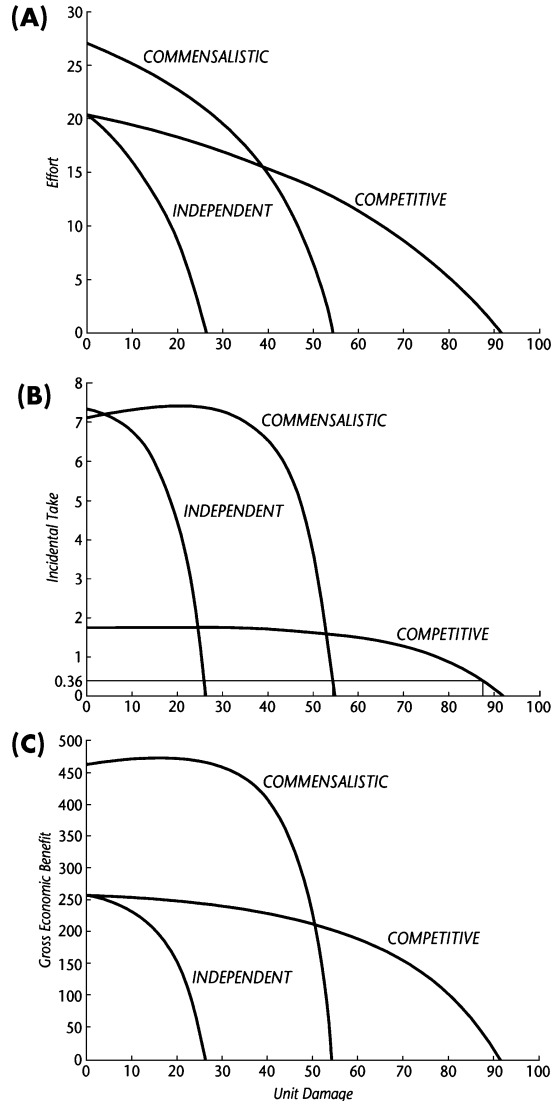 (A)
30
25
20
15
10
5
0
Effort
COMMENSALISTIC
INDEPENDENT
COMPETITIVE
0 10 20 30 40 50 60 70 80 90 100
(B)
8
7
6
5
4
3
2
1
0.36
0
Incidental Take
COMMENSALISTIC
INDEPENDENT
COMPETITIVE
0 10 20 30 40 50 60 70 80 90 100
(C)
500
450
400
350
300
250
200
150
100
50
0
Gross Economic Benefit
COMMENSALISTIC
COMPETITIVE
INDEPENDENT
0 10 20 30 40 50 60 70 80 90 100
Unit Damage